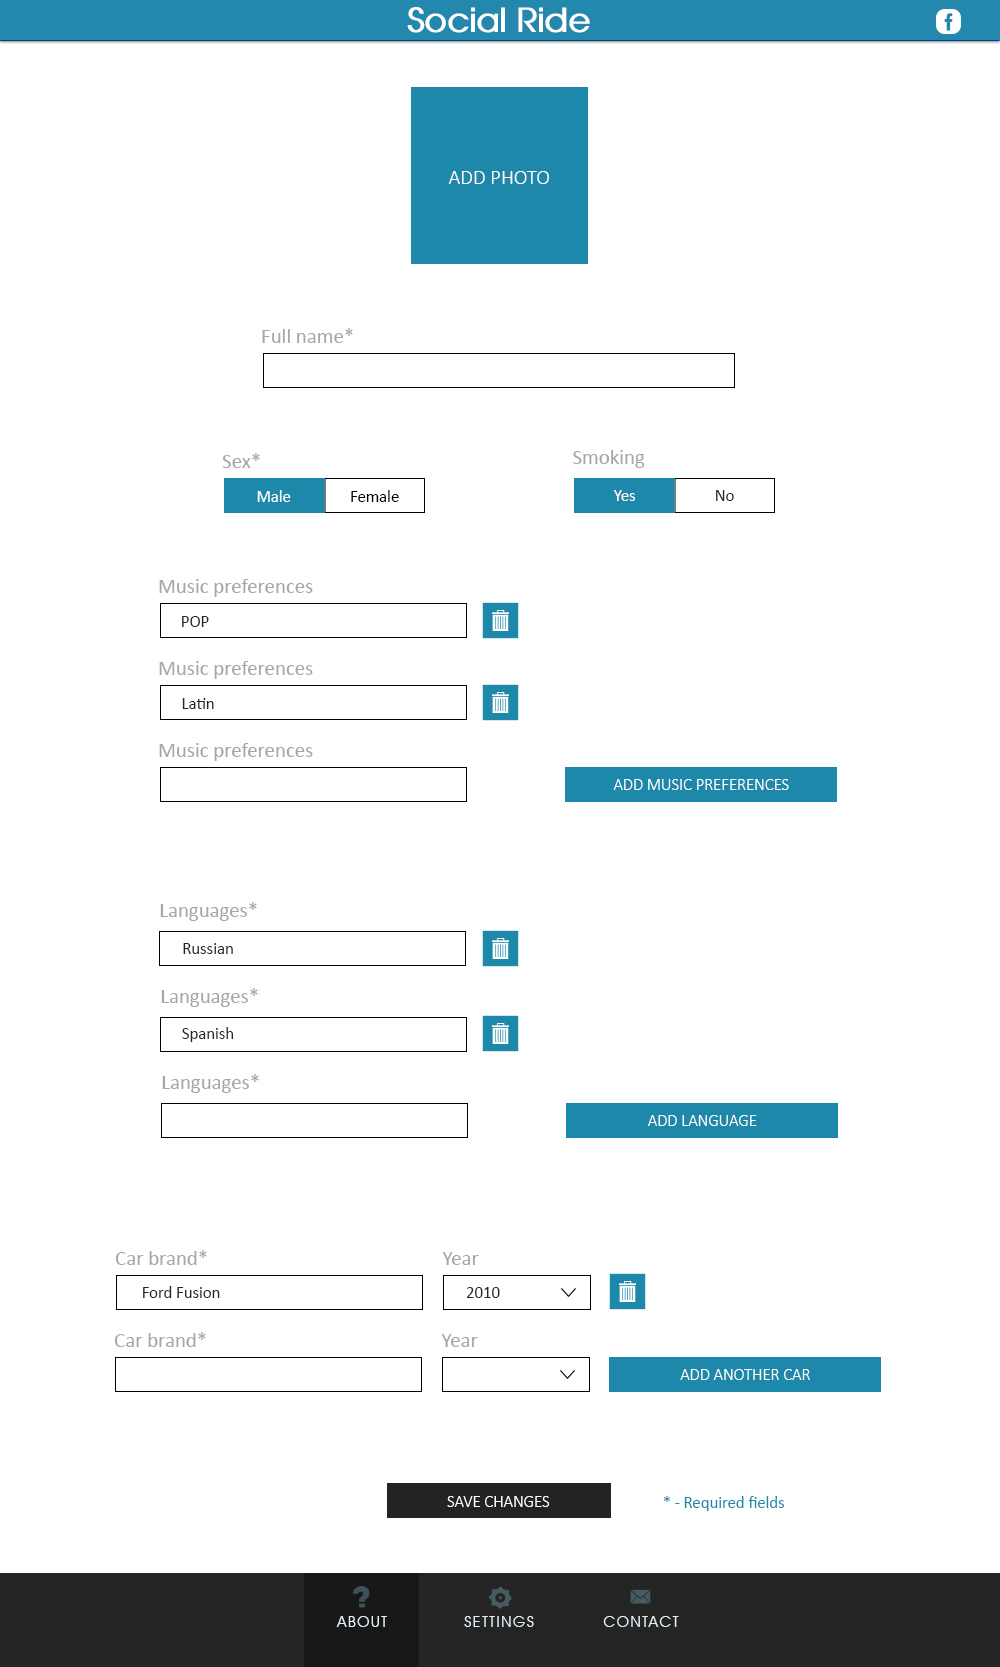 Social Ride
f
ADD PHOTO
Full name*
Sex*
Smoking
Male Female
Yes No
Music preferences
POP
Music preferences
Latin
Music preferences
ADD MUSIC PREFERENCES
Languages*
Russian
Languages*
Spanish
Languages*
ADD LANGUAGE
Car brand* Year
Ford Fusion 2010
Car brand* Year
ADD ANOTHER CAR
SAVE CHANGES
* - Required fields
?
ABOUT SETTINGS CONTACT